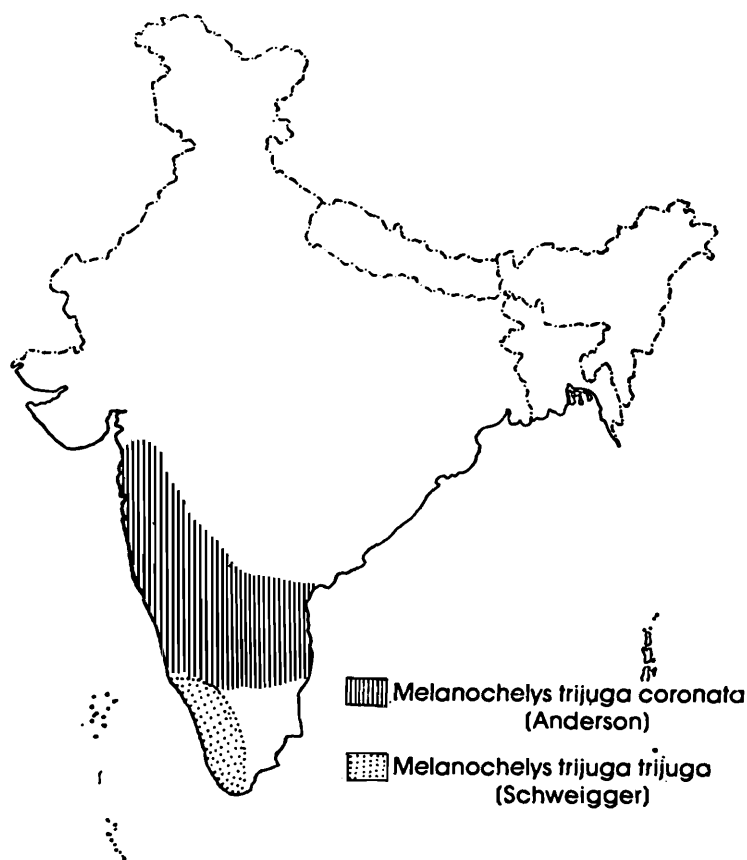 Melanochelys trijuga coronata
(Anderson)
Melanochelys trijuga trijuga
(Schweigger)